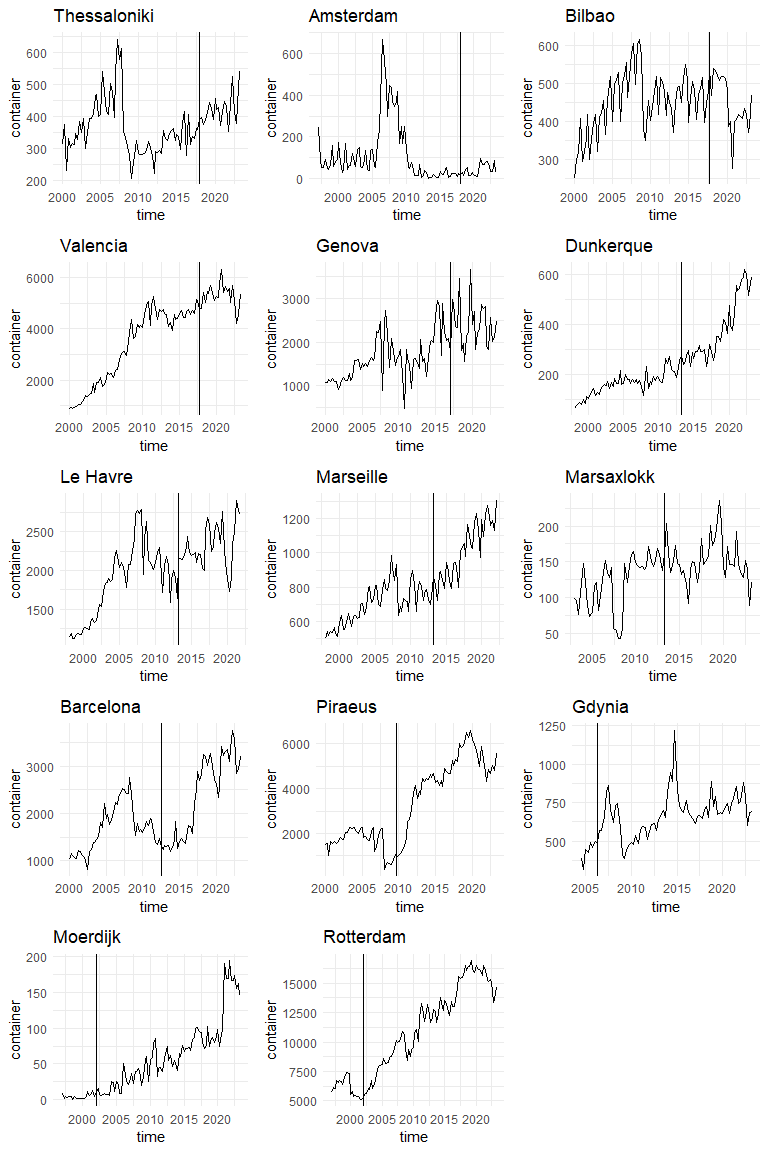 Thessaloniki
container
600
500
400
300
200
2000 2005 2010 2015 2020
time
Amsterdam
container
600
400
200
0
2000 2005 2010 2015 2020
time
Bilbao
container
600
500
400
300
2000 2005 2010 2015 2020
time
Valencia
container
6000
4000
2000
2000 2005 2010 2015 2020
time
Genova
container
3000
2000
1000
2000 2005 2010 2015 2020
time
Dunkerque
container
600
400
200
2000 2005 2010 2015 2020
time
Le Havre
container
2500
2000
1500
2000 2005 2010 2015 2020
time
Marseille
container
1200
1000
800
600
2000 2005 2010 2015 2020
time
Marsaxlokk
container
200
150
100
50
2005 2010 2015 2020
time
Barcelona
container
3000
2000
1000
2000 2005 2010 2015 2020
time
Piraeus
container
6000
4000
2000
2000 2005 2010 2015 2020
time
Gdynia
container
1250
1000
750
500
2005 2010 2015 2020
time
Moerdijk
container
200
150
100
50
0
2000 2005 2010 2015 2020
time
Rotterdam
container
15000
12500
10000
7500
5000
2000 2005 2010 2015 2020
time